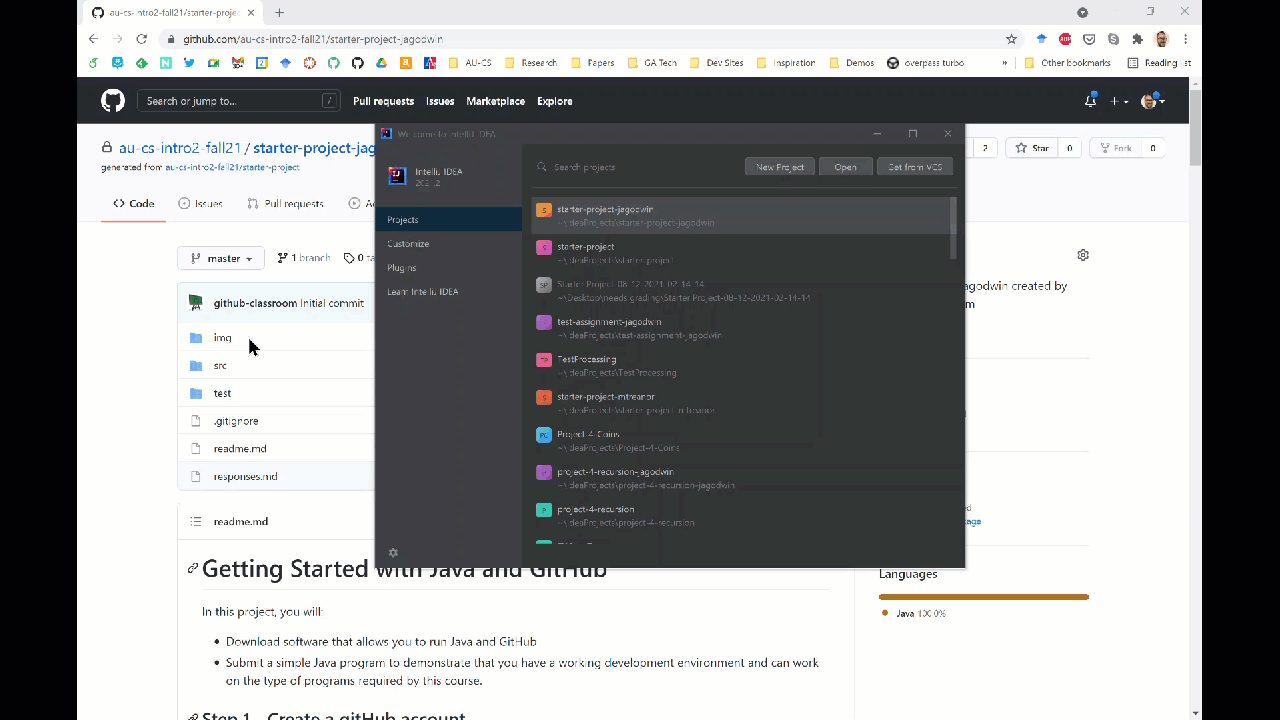 au-cs-intro2-fall21/starter-proje
github.com/au-cs-intro2-fall21/starter-project-jagodwin
AU-CS
Research
Papers
GA Tech
Dev Sites
Inspiration
Demos
overpass turbo
»
Other bookmarks
Reading list
Search or jump to...
/
Pull requests
Issues
Marketplace
Explore
au-cs-intro2-fall21 / starter-project-jag
2
Star
0
Fork
0
generated from au-cs-intro2-fall21/starter-project
Code
Issues
Pull requests
master
1 branch
0 ta
github-classroom Initial commit
img
src
test
.gitignore
readme.md
responses.md
readme.md
Getting Started with Java and GitHub
In this project, you will:
Download software that allows you to run Java and GitHub
Submit a simple Java program to demonstrate that you have a working development environment and can work
on the type of programs required by this course.
Step 1 - Create a gitHub account
Welcome to IntelliJ IDEA
IntelliJ IDEA
2021.2
Projects
Customize
Plugins
Learn IntelliJ IDEA
Search projects
New Project
Open
Get from VCS
starter-project-jagodwin
~\IdeaProjects\starter-project-jagodwin
starter-project
~\IdeaProjects\starter-project
Starter Project-08-12-2021-02-14-14
~\Desktop\needs grading\Starter Project-08-12-2021-02-14-14
test-assignment-jagodwin
~\IdeaProjects\test-assignment-jagodwin
TestProcessing
~\IdeaProjects\TestProcessing
starter-project-mtreanor
~\IdeaProjects\starter-project-mtreanor
Project-4-Coins
~\IdeaProjects\Project-4-Coins
project-4-recursion-jagodwin
~\IdeaProjects\project-4-recursion-jagodwin
project-4-recursion
~\IdeaProjects\project-4-recursion
godwin created by
m
Languages
Java 100.0%